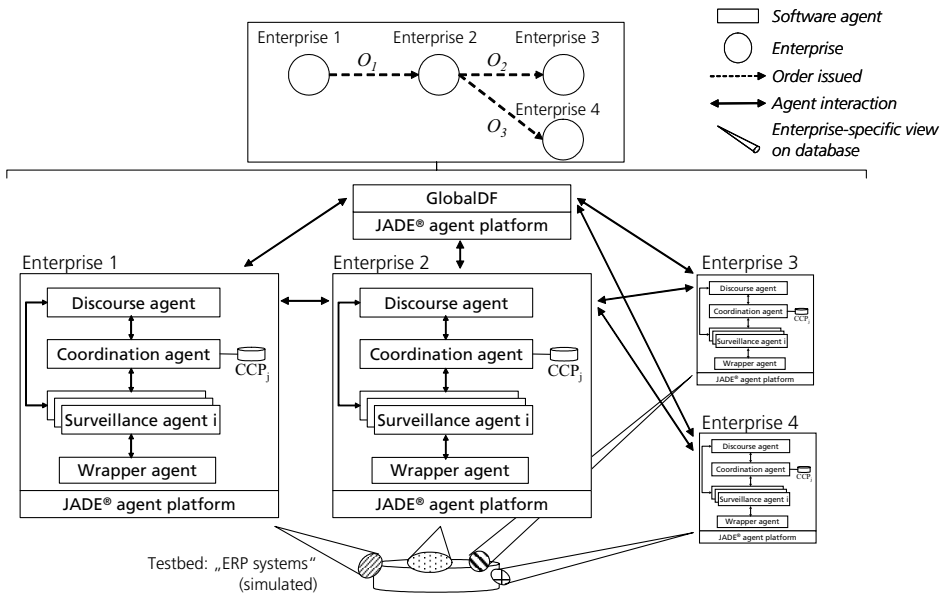 Enterprise 1
Enterprise 2
Enterprise 3
O1
O2
Enterprise 4
O3
Software agent
Enterprise
Order issued
Agent interaction
Enterprise-specific view
on database
GlobalDF
JADE® agent platform
Enterprise 1
Discourse agent
Coordination agent
CCPj
Surveillance agent i
Wrapper agent
JADE® agent platform
Enterprise 2
Discourse agent
Coordination agent
CCPj
Surveillance agent i
Wrapper agent
JADE® agent platform
Enterprise 3
Discourse agent
Coordination agent
CCPj
Surveillance agent i
Wrapper agent
JADE® agent platform
Enterprise 4
Discourse agent
Coordination agent
CCPj
Surveillance agent i
Wrapper agent
JADE® agent platform
Testbed: „ERP systems“
(simulated)